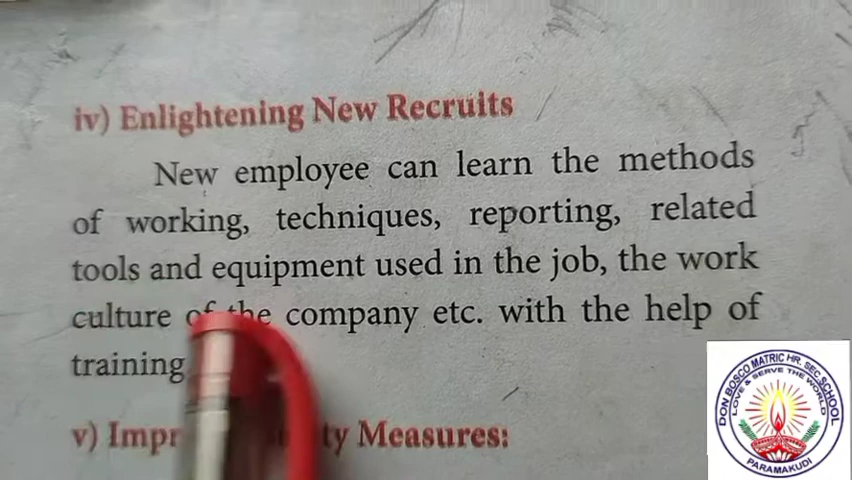 iv) Enlightening New Recruits
New employee can learn the methods
of working, techniques, reporting, related
tools and equipment used in the job, the work
culture of the company etc. with the help of
training
v) Impr ty Measures:
DON BOSCO MATRIC HR. SEC SCHOOL
LOVE & SERVE THE WORLD
PARAMAKUDI